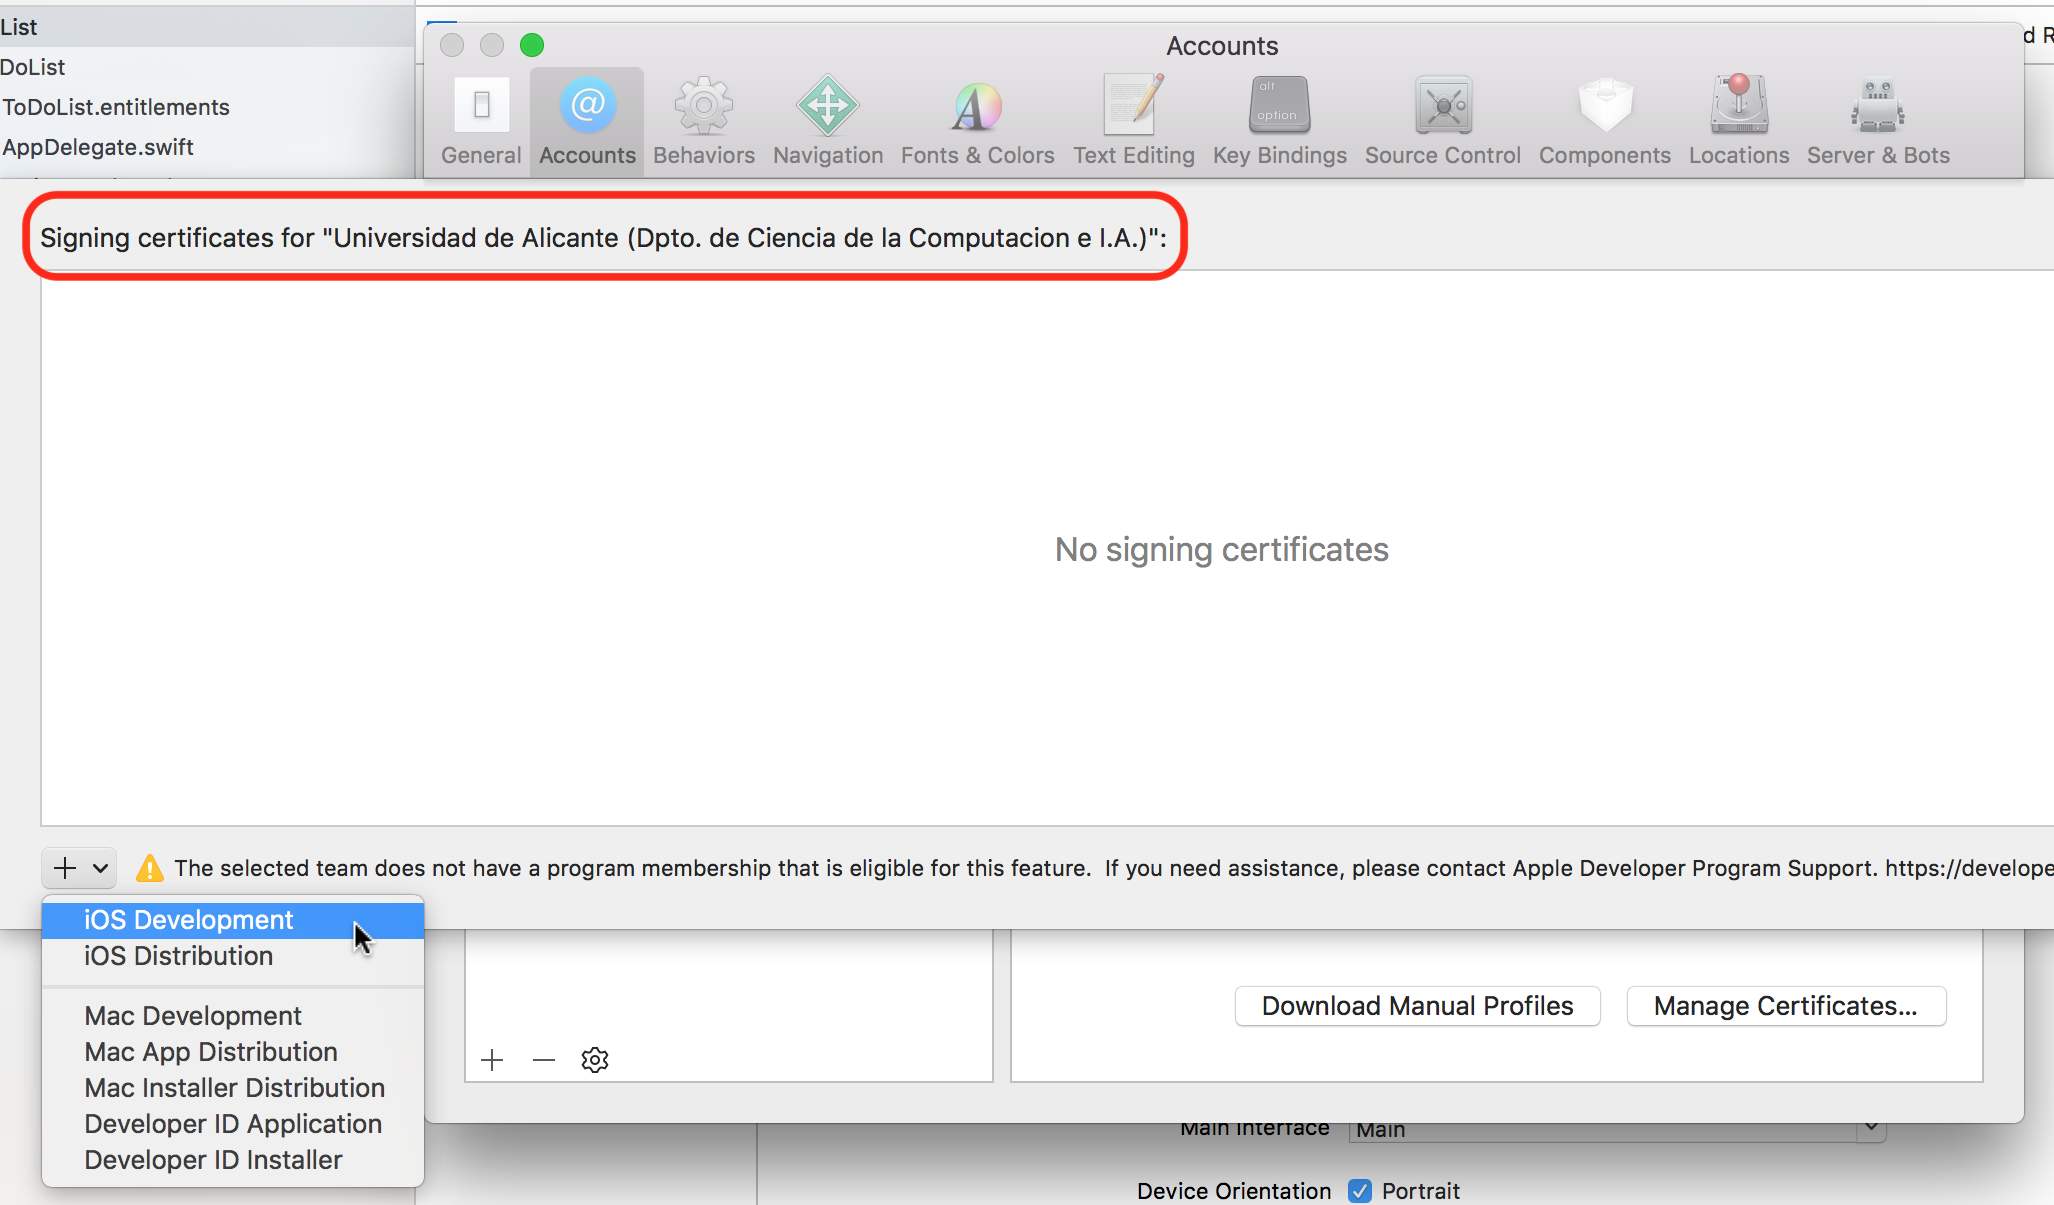 List
DoList
ToDoList.entitlements
AppDelegate.swift
Accounts
d R
alt
option
General Accounts Behaviors Navigation Fonts & Colors Text Editing Key Bindings Source Control Components Locations Server & Bots
Signing certificates for "Universidad de Alicante (Dpto. de Ciencia de la Computacion e I.A.)":
No signing certificates
The selected team does not have a program membership that is eligible for this feature.  If you need assistance, please contact Apple Developer Program Support. https://develope
iOS Development
iOS Distribution
Mac Development
Mac App Distribution
Mac Installer Distribution
Developer ID Application
Developer ID Installer
Download Manual Profiles Manage Certificates...
Main Interface Main
Device Orientation Portrait